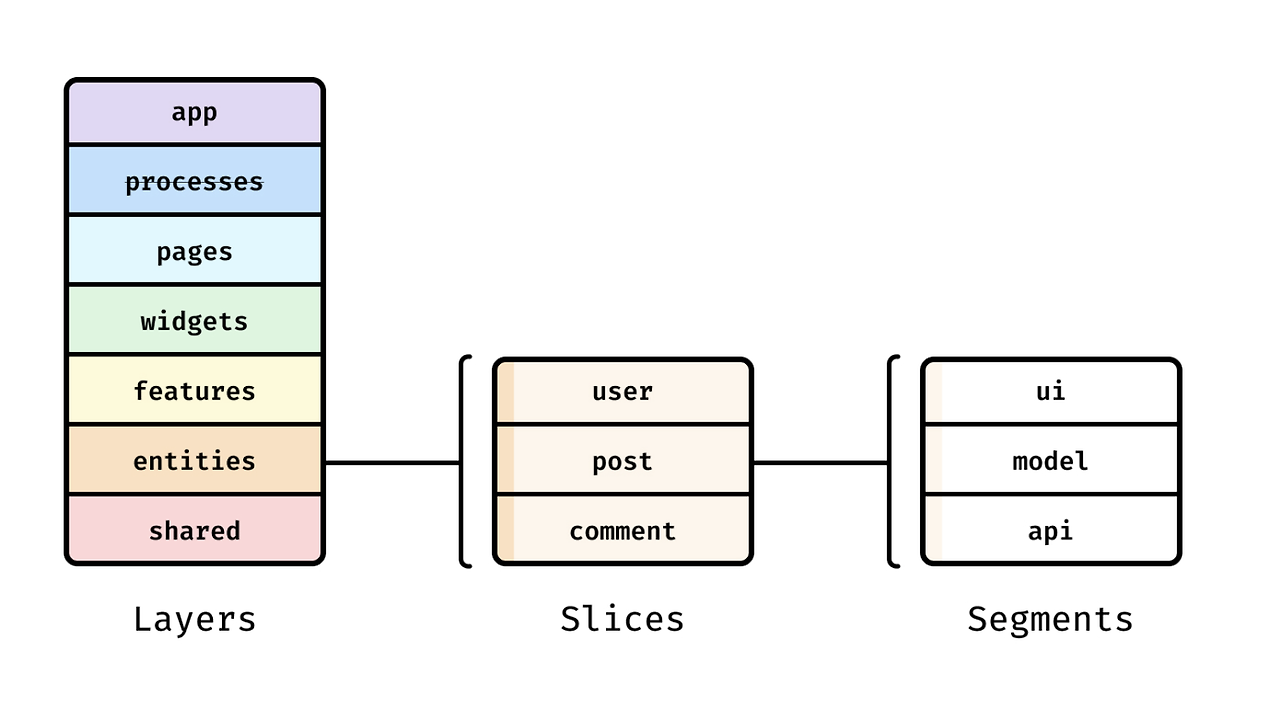 app
processes
pages
widgets
features
entities
shared
Layers
user
post
comment
Slices
ui
model
api
Segments